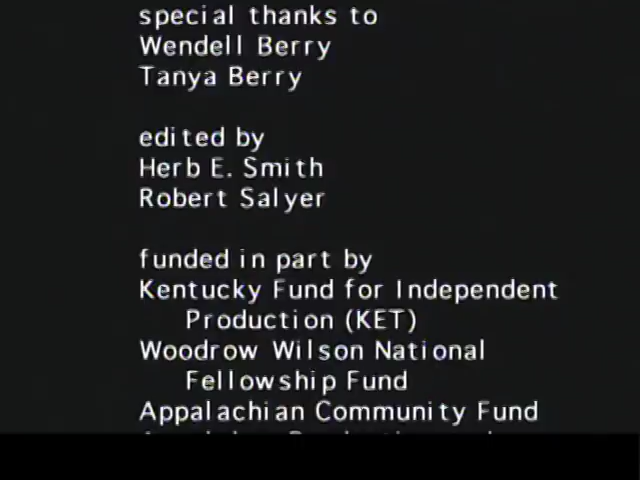 special thanks to
Wendell Berry
Tanya Berry
edited by
Herb E. Smith
Robert Salyer
funded in part by
Kentucky Fund for Independent
Production (KET)
Woodrow Wilson National
Fellowship Fund
Appalachian Community Fund